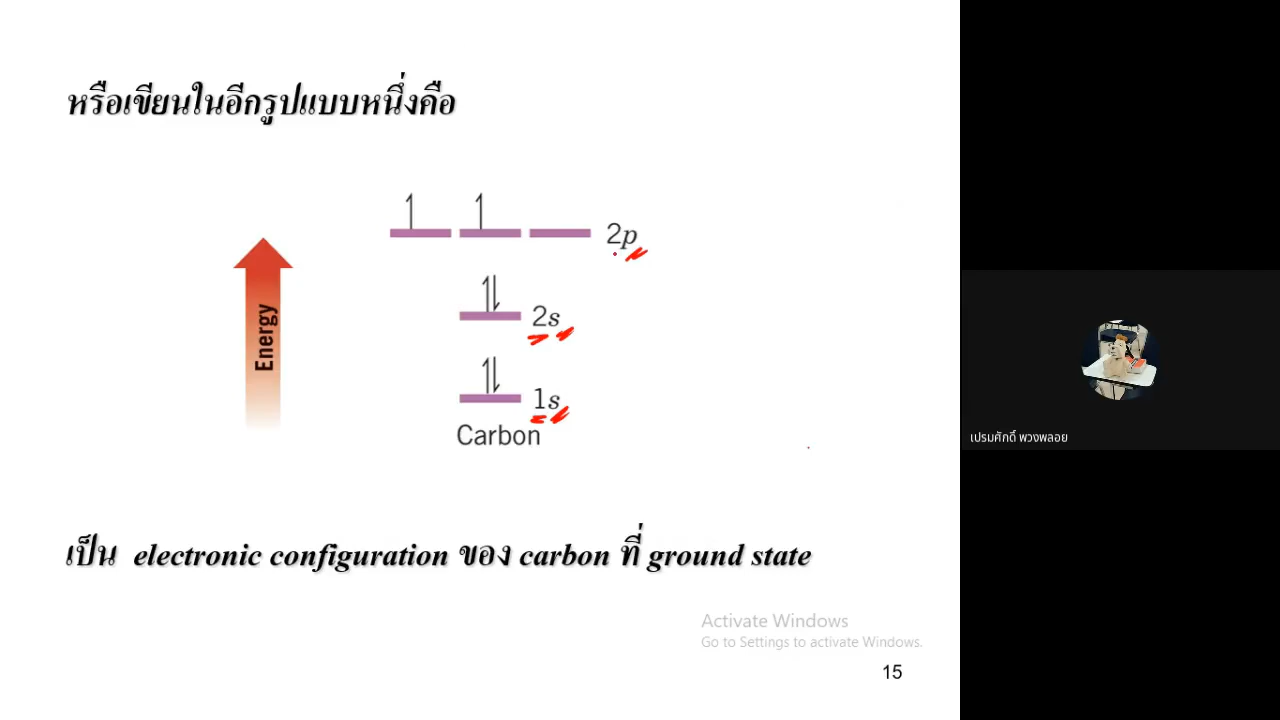 หรือเขียนในอีกรูปแบบหนึ่งคือ
2p
2s
1s
Energy
Carbon
เป็น electronic configuration ของ carbon ที่ ground state
Activate Windows
Go to Settings to activate Windows.
15
เปรมศักดิ์ พวงพลอย